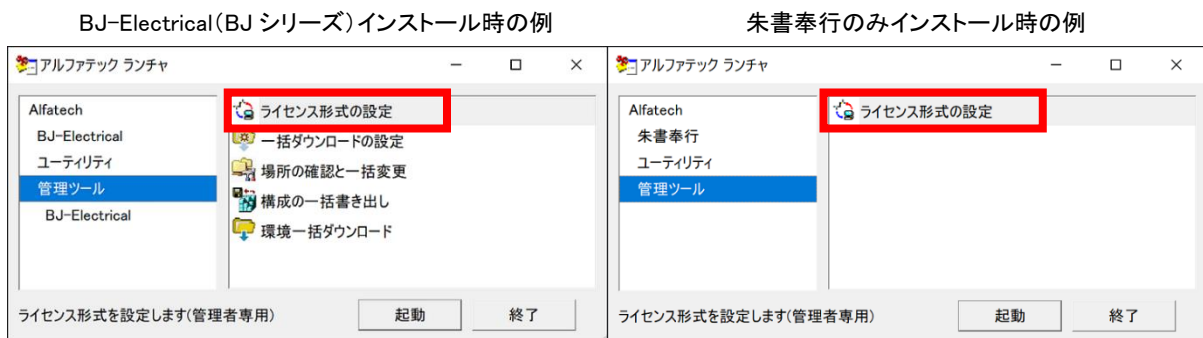 BJ-Electrical(BJ シリーズ)インストール時の例
アルファテック ランチャ
Alfatech
BJ-Electrical
ユーティリティ
管理ツール
BJ-Electrical
ライセンス形式の設定
一括ダウンロードの設定
場所の確認と一括変更
構成の一括書き出し
環境一括ダウンロード
ライセンス形式を設定します(管理者専用)
起動
終了
朱書奉行のみインストール時の例
アルファテック ランチャ
Alfatech
朱書奉行
ユーティリティ
管理ツール
ライセンス形式の設定
ライセンス形式を設定します(管理者専用)
起動
終了